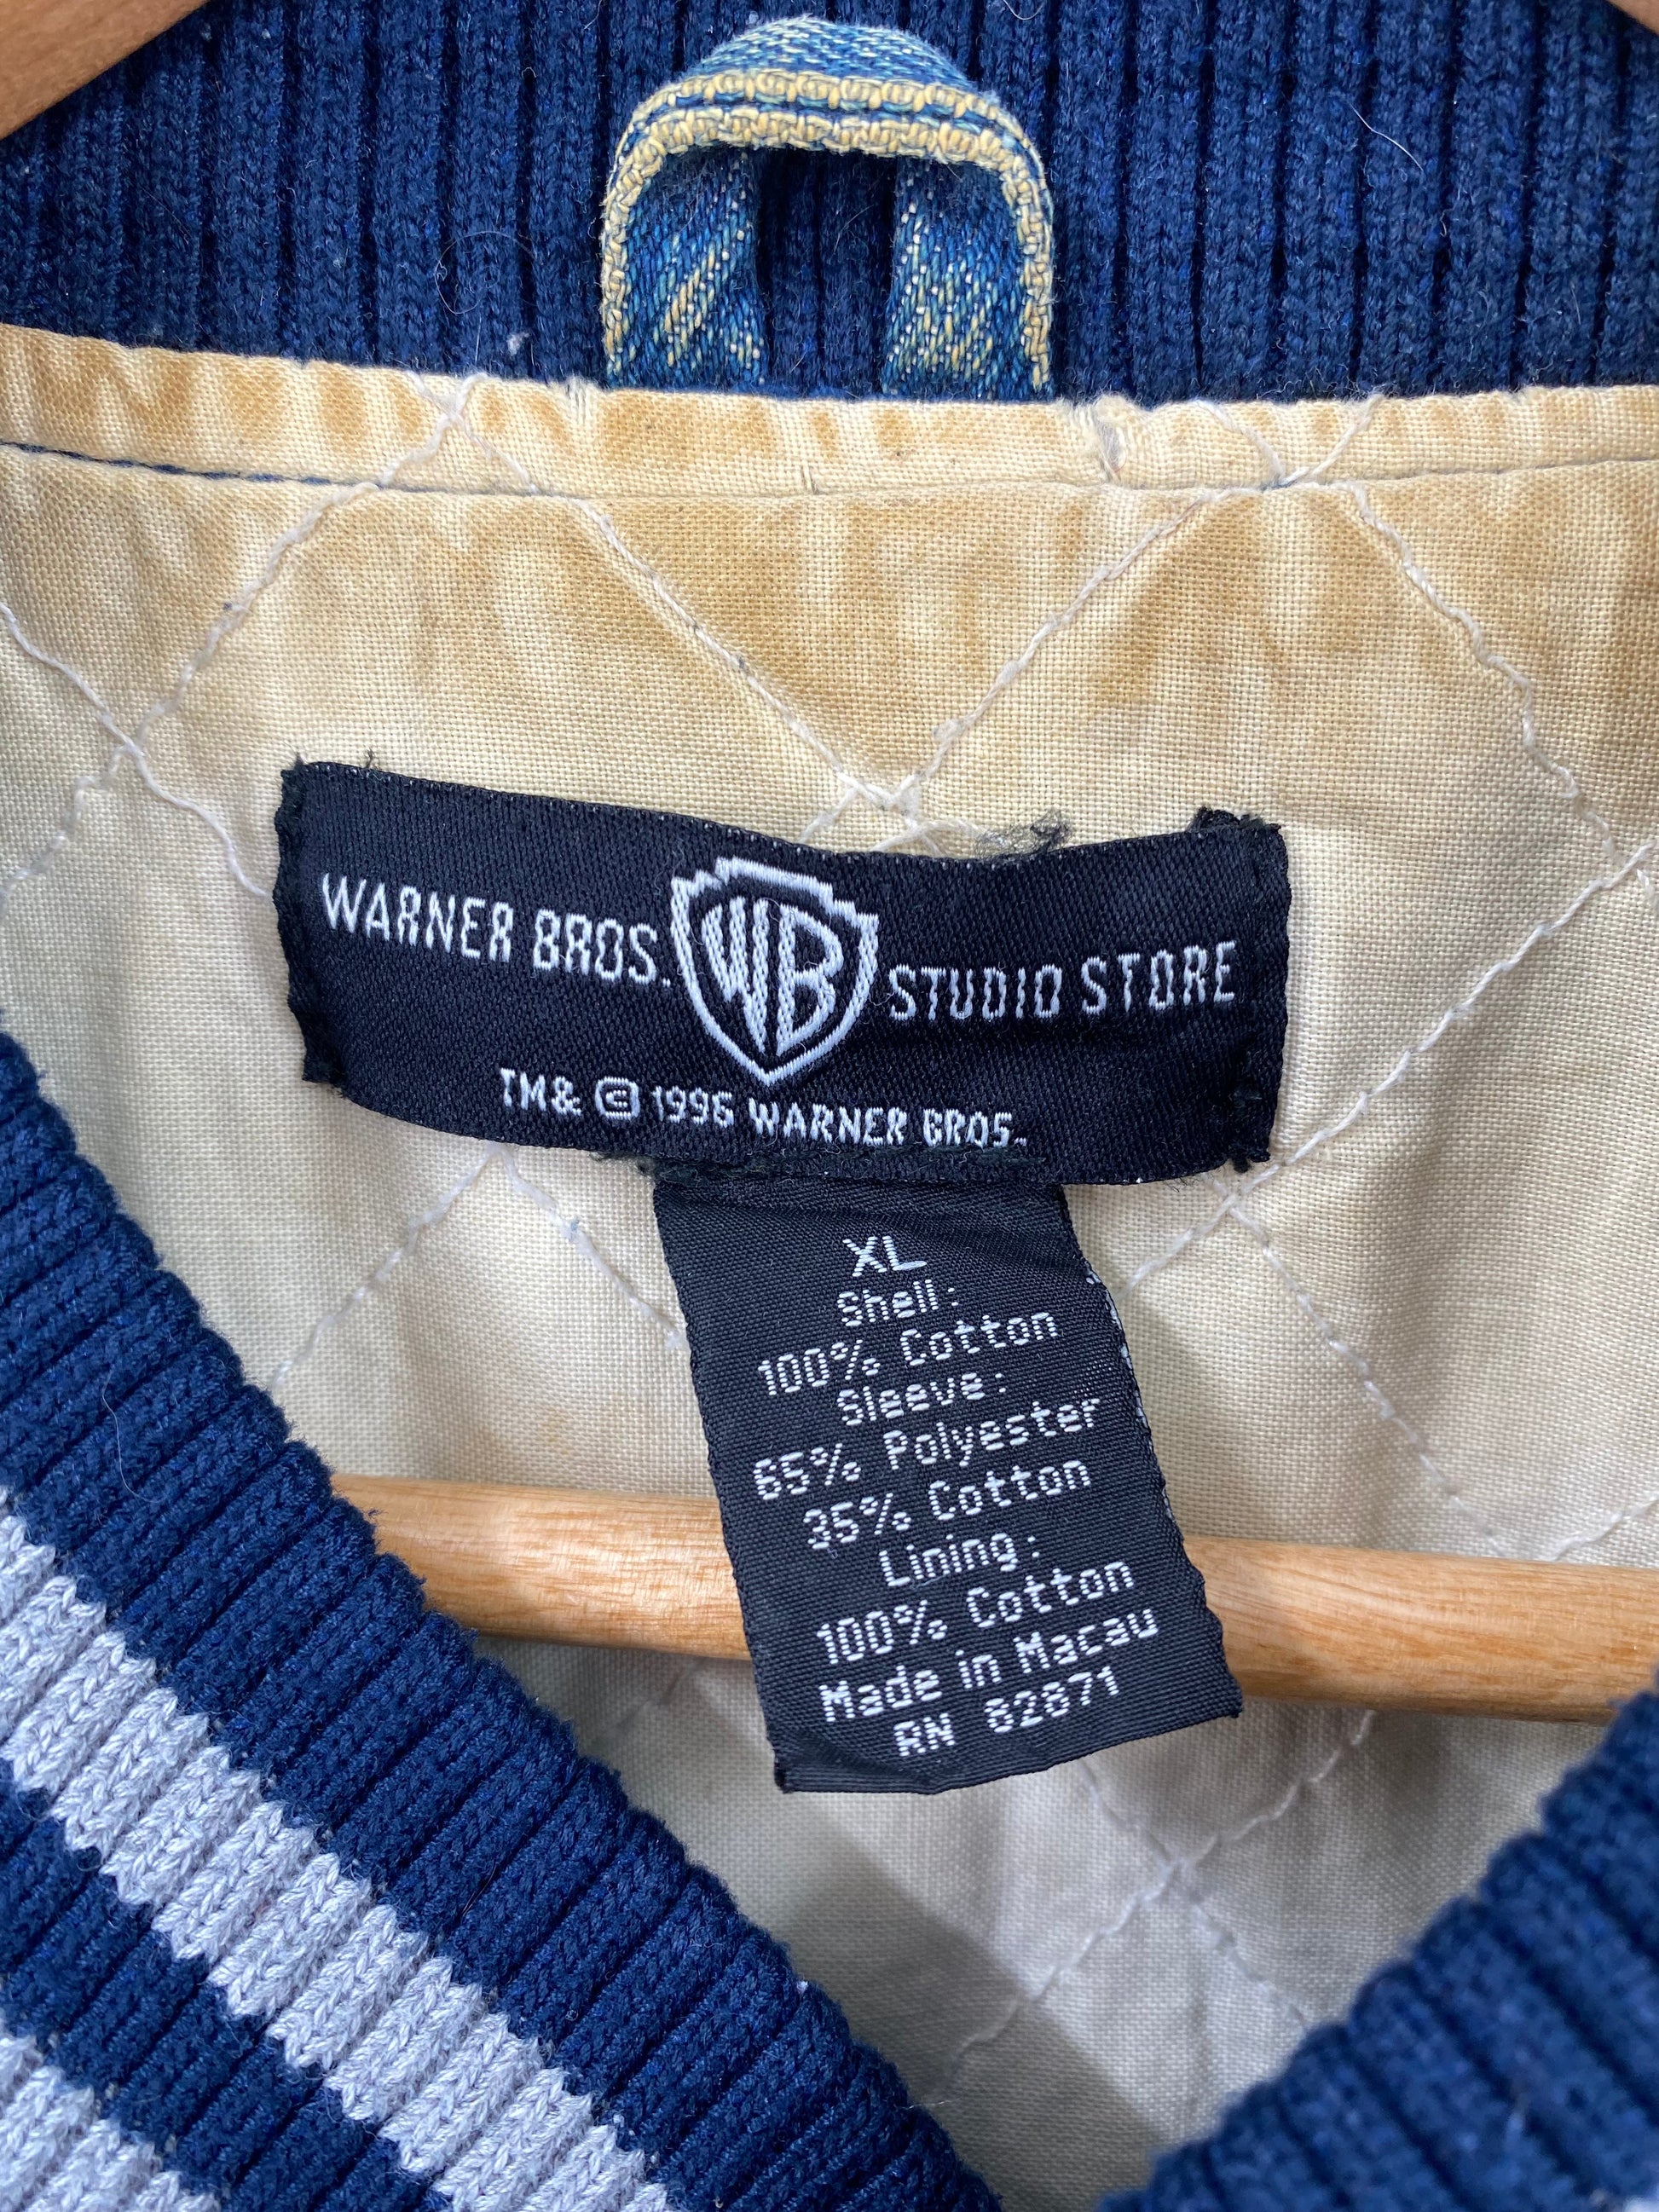 WARNER BROS. WB STUDIO STORE
TM& © 1996 WARNER BROS.
XL
Shell:
100% Cotton
Sleeve:
65% Polyester
35% Cotton
Lining:
100% Cotton
Made in Macau
RN 82871